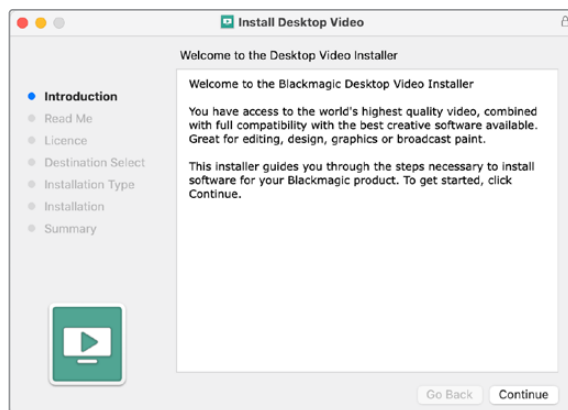 Install Desktop Video
Welcome to the Desktop Video Installer
Introduction
Read Me
Licence
Destination Select
Installation Type
Installation
Summary
Welcome to the Blackmagic Desktop Video Installer
You have access to the world's highest quality video, combined
with full compatibility with the best creative software available.
Great for editing, design, graphics or broadcast paint.
This installer guides you through the steps necessary to install
software for your Blackmagic product. To get started, click
Continue.
Go Back
Continue